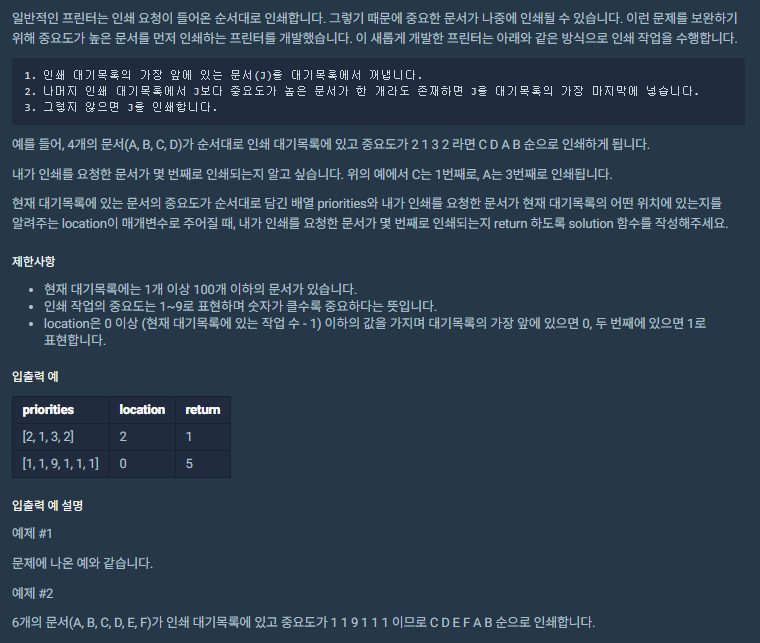 일반적인 프린터는 인쇄 요청이 들어온 순서대로 인쇄합니다. 그렇기 때문에 중요한 문서가 나중에 인쇄될 수 있습니다. 이런 문제를 보완하기
위해 중요도가 높은 문서를 먼저 인쇄하는 프린터를 개발했습니다. 이 새롭게 개발한 프린터는 아래와 같은 방식으로 인쇄 작업을 수행합니다.
1. 인쇄 대기목록의 가장 앞에 있는 문서(J)를 대기목록에서 꺼냅니다.
2. 나머지 인쇄 대기목록에서 J보다 중요도가 높은 문서가 한 개라도 존재하면 J를 대기목록의 가장 마지막에 넣습니다.
3. 그렇지 않으면 J를 인쇄합니다.
예를 들어, 4개의 문서(A, B, C, D)가 순서대로 인쇄 대기목록에 있고 중요도가 2 1 3 2 라면 C D A B 순으로 인쇄하게 됩니다.
내가 인쇄를 요청한 문서가 몇 번째로 인쇄되는지 알고 싶습니다. 위의 예에서 C는 1번째로, A는 3번째로 인쇄됩니다.
현재 대기목록에 있는 문서의 중요도가 순서대로 담긴 배열 priorities와 내가 인쇄를 요청한 문서가 현재 대기목록의 어떤 위치에 있는지를
알려주는 location이 매개변수로 주어질 때, 내가 인쇄를 요청한 문서가 몇 번째로 인쇄되는지 return 하도록 solution 함수를 작성해주세요.
제한사항
• 현재 대기목록에는 1개 이상 100개 이하의 문서가 있습니다.
• 인쇄 작업의 중요도는 1~9로 표현하며 숫자가 클수록 중요하다는 뜻입니다.
• location은 0 이상 (현재 대기목록에 있는 작업 수 - 1) 이하의 값을 가지며 대기목록의 가장 앞에 있으면 0, 두 번째에 있으면 1로
표현합니다.
입출력 예
priorities location return
[2, 1, 3, 2] 2 1
[1, 1, 9, 1, 1, 1] 0 5
입출력 예 설명
예제 #1
문제에 나온 예와 같습니다.
예제 #2
6개의 문서(A, B, C, D, E, F)가 인쇄 대기목록에 있고 중요도가 1 1 9 1 1 1 이므로 C D E F A B 순으로 인쇄합니다.